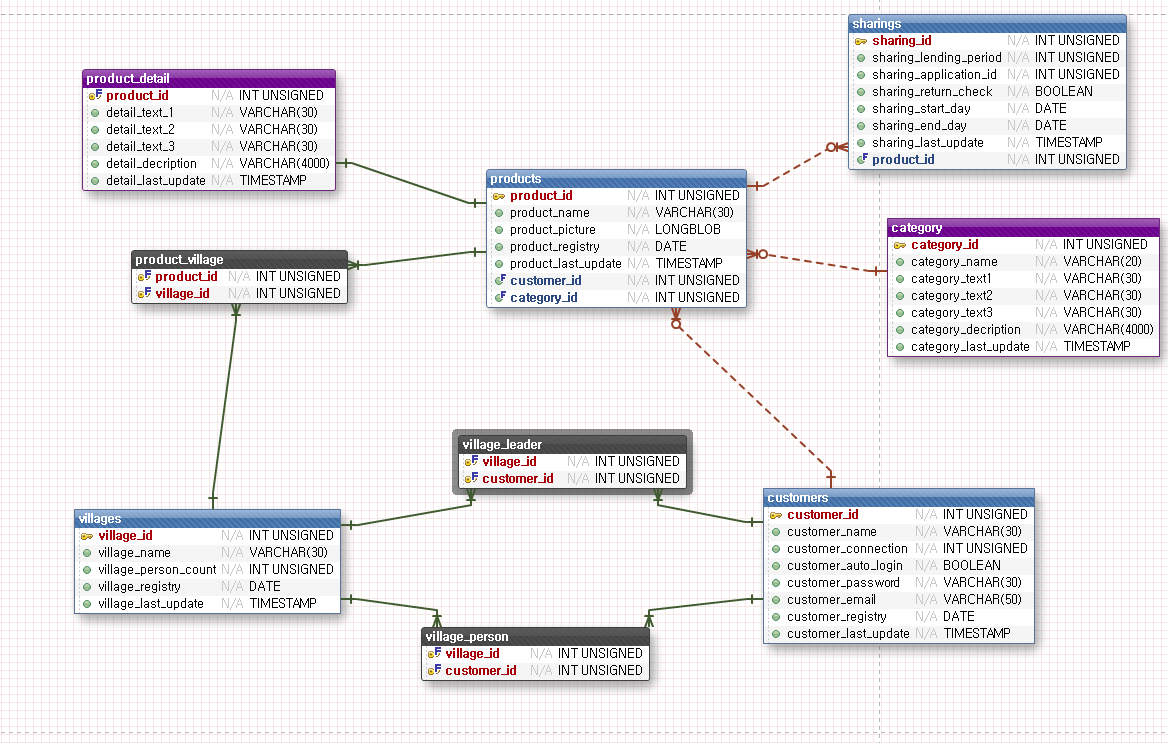 sharings
sharing_id N/A INT UNSIGNED
sharing_lending_period N/A INT UNSIGNED
sharing_application_id N/A INT UNSIGNED
sharing_return_check N/A BOOLEAN
sharing_start_day N/A DATE
sharing_end_day N/A DATE
sharing_last_update N/A TIMESTAMP
product_id N/A INT UNSIGNED
product_detail
product_id N/A INT UNSIGNED
detail_text_1 N/A VARCHAR(30)
detail_text_2 N/A VARCHAR(30)
detail_text_3 N/A VARCHAR(30)
detail_decription N/A VARCHAR(4000)
detail_last_update N/A TIMESTAMP
products
product_id N/A INT UNSIGNED
product_name N/A VARCHAR(30)
product_picture N/A LONGBLOB
product_registry N/A DATE
product_last_update N/A TIMESTAMP
customer_id N/A INT UNSIGNED
category_id N/A INT UNSIGNED
category
category_id N/A INT UNSIGNED
category_name N/A VARCHAR(20)
category_text1 N/A VARCHAR(30)
category_text2 N/A VARCHAR(30)
category_text3 N/A VARCHAR(30)
category_decription N/A VARCHAR(4000)
category_last_update N/A TIMESTAMP
product_village
product_id N/A INT UNSIGNED
village_id N/A INT UNSIGNED
village_leader
village_id N/A INT UNSIGNED
customer_id N/A INT UNSIGNED
customers
customer_id N/A INT UNSIGNED
customer_name N/A VARCHAR(30)
customer_connection N/A INT UNSIGNED
customer_auto_login N/A BOOLEAN
customer_password N/A VARCHAR(30)
customer_email N/A VARCHAR(50)
customer_registry N/A DATE
customer_last_update N/A TIMESTAMP
villages
village_id N/A INT UNSIGNED
village_name N/A VARCHAR(30)
village_person_count N/A INT UNSIGNED
village_registry N/A DATE
village_last_update N/A TIMESTAMP
village_person
village_id N/A INT UNSIGNED
customer_id N/A INT UNSIGNED